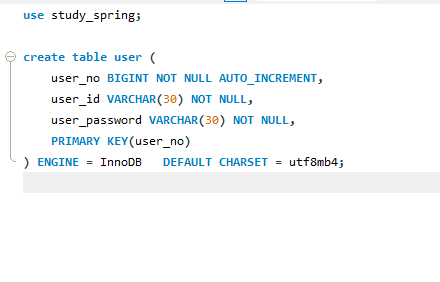 use study_spring;
create table user (
user_no BIGINT NOT NULL AUTO_INCREMENT,
user_id VARCHAR(30) NOT NULL,
user_password VARCHAR(30) NOT NULL,
PRIMARY KEY(user_no)
) ENGINE = InnoDB   DEFAULT CHARSET = utf8mb4;